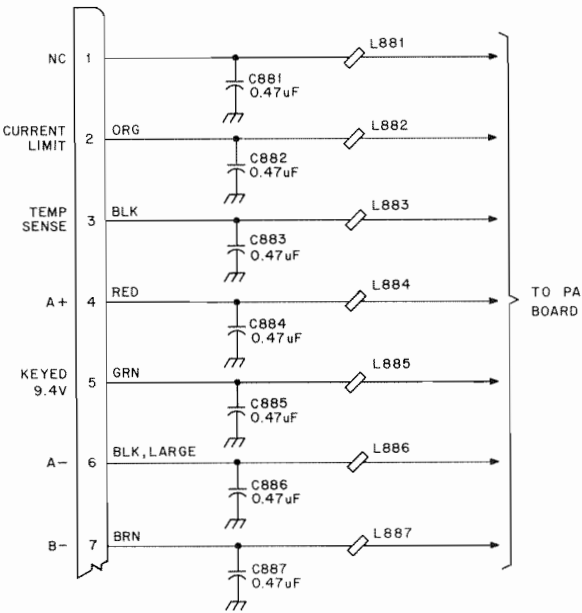 NC 1 L881
C881
0.47uF
CURRENT
LIMIT
2 ORG L882
C882
0.47uF
TEMP
SENSE
3 BLK L883
C883
0.47uF
A+ 4 RED L884
C884
0.47uF
TO PA
BOARD
KEYED
9.4V
5 GRN L885
C885
0.47uF
A- 6 BLK, LARGE L886
C886
0.47uF
B- 7 BRN L887
C887
0.47uF